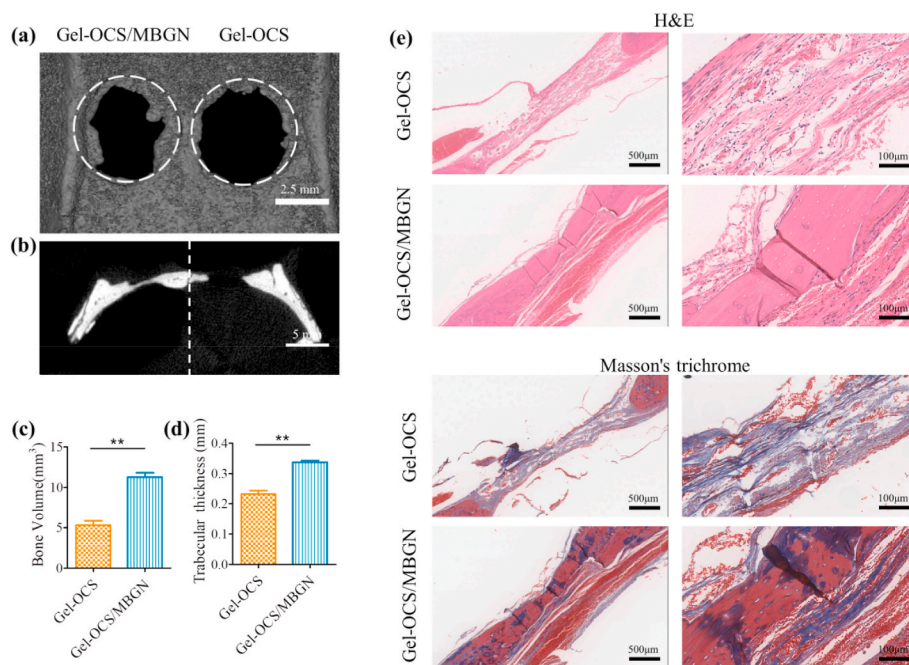 (a)
Gel-OCS/MBGN Gel-OCS
2.5 mm
(b)
5 mm
(c)
Bone Volume(mm³)
15
10
5
0
**
Gel-OCS
Gel-OCS/MBGN
(d)
Trabecular thickness (mm)
0.4
0.3
0.2
0.1
0.0
**
Gel-OCS
Gel-OCS/MBGN
(e)
H&E
Gel-OCS
500μm
100μm
Gel-OCS/MBGN
500μm
100μm
Masson's trichrome
Gel-OCS
500μm
100μm
Gel-OCS/MBGN
500μm
100μm